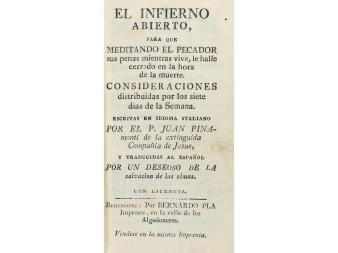 EL INFIERNO
ABIERTO,
PARA QUE
MEDITANDO EL PECADOR
sus penas mientras vive, le halle
cerrado en la hora
de la muerte.
CONSIDERACIONES
distribuidas por los siete
dias de la Semana.
ESCRITAS EN IDIOMA ITALIANO
POR EL P. JUAN PINA-
monti de la extinguida
Compañia de Jesus,
Y TRADUCIDAS AL ESPAÑOL
POR UN DESEOSO DE LA
salvacion de las almas.
CON LICENCIA.
BARCELONA: Por BERNARDO PLA
Impresor, en la calle de los
Algodoneros.
Vendese en la misma Imprenta.